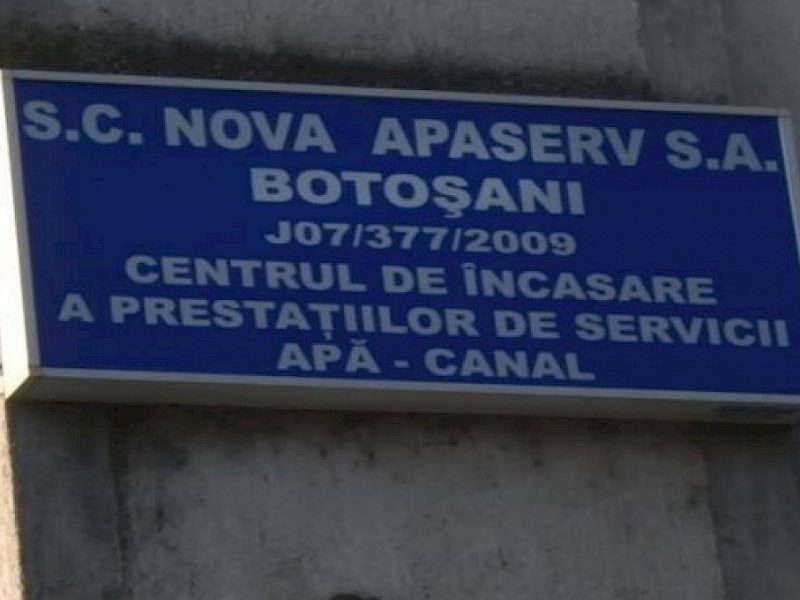 S.C. NOVA APASERV S.A.
BOTOŞANI
J07/377/2009
CENTRUL DE ÎNCASARE
A PRESTAŢIILOR DE SERVICII
APĂ - CANAL